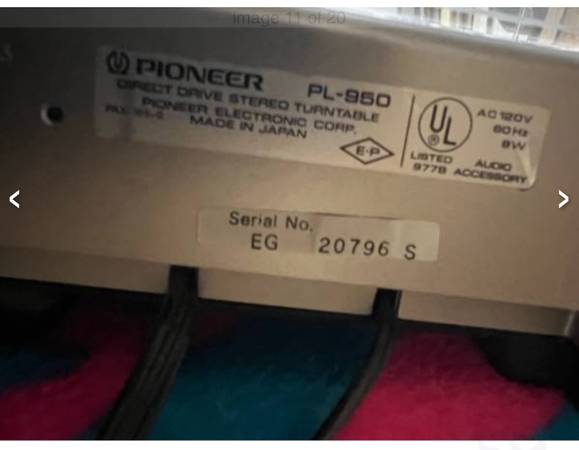 image 11 of 20
PIONEER PL-950
DIRECT DRIVE STEREO TURNTABLE
PIONEER ELECTRONIC CORP.
MADE IN JAPAN
E-P
UL
®
LISTED
977B
AUDIO
ACCESSORY
AC 120V
60Hz
8W
Serial No.
EG 20796 S